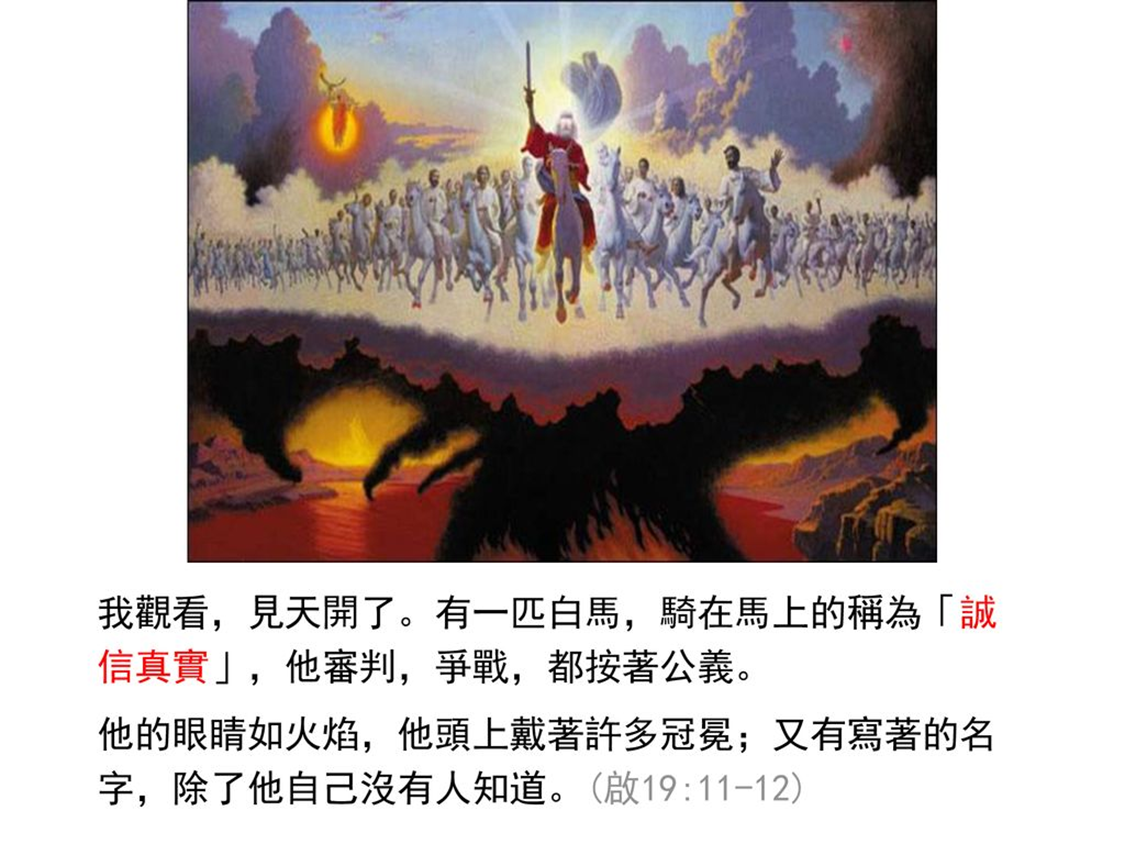 我觀看，見天開了。有一匹白馬，騎在馬上的稱為「誠
信真實」，他審判，爭戰，都按著公義。
他的眼睛如火焰，他頭上戴著許多冠冕；又有寫著的名
字，除了他自己沒有人知道。(啟19:11-12)